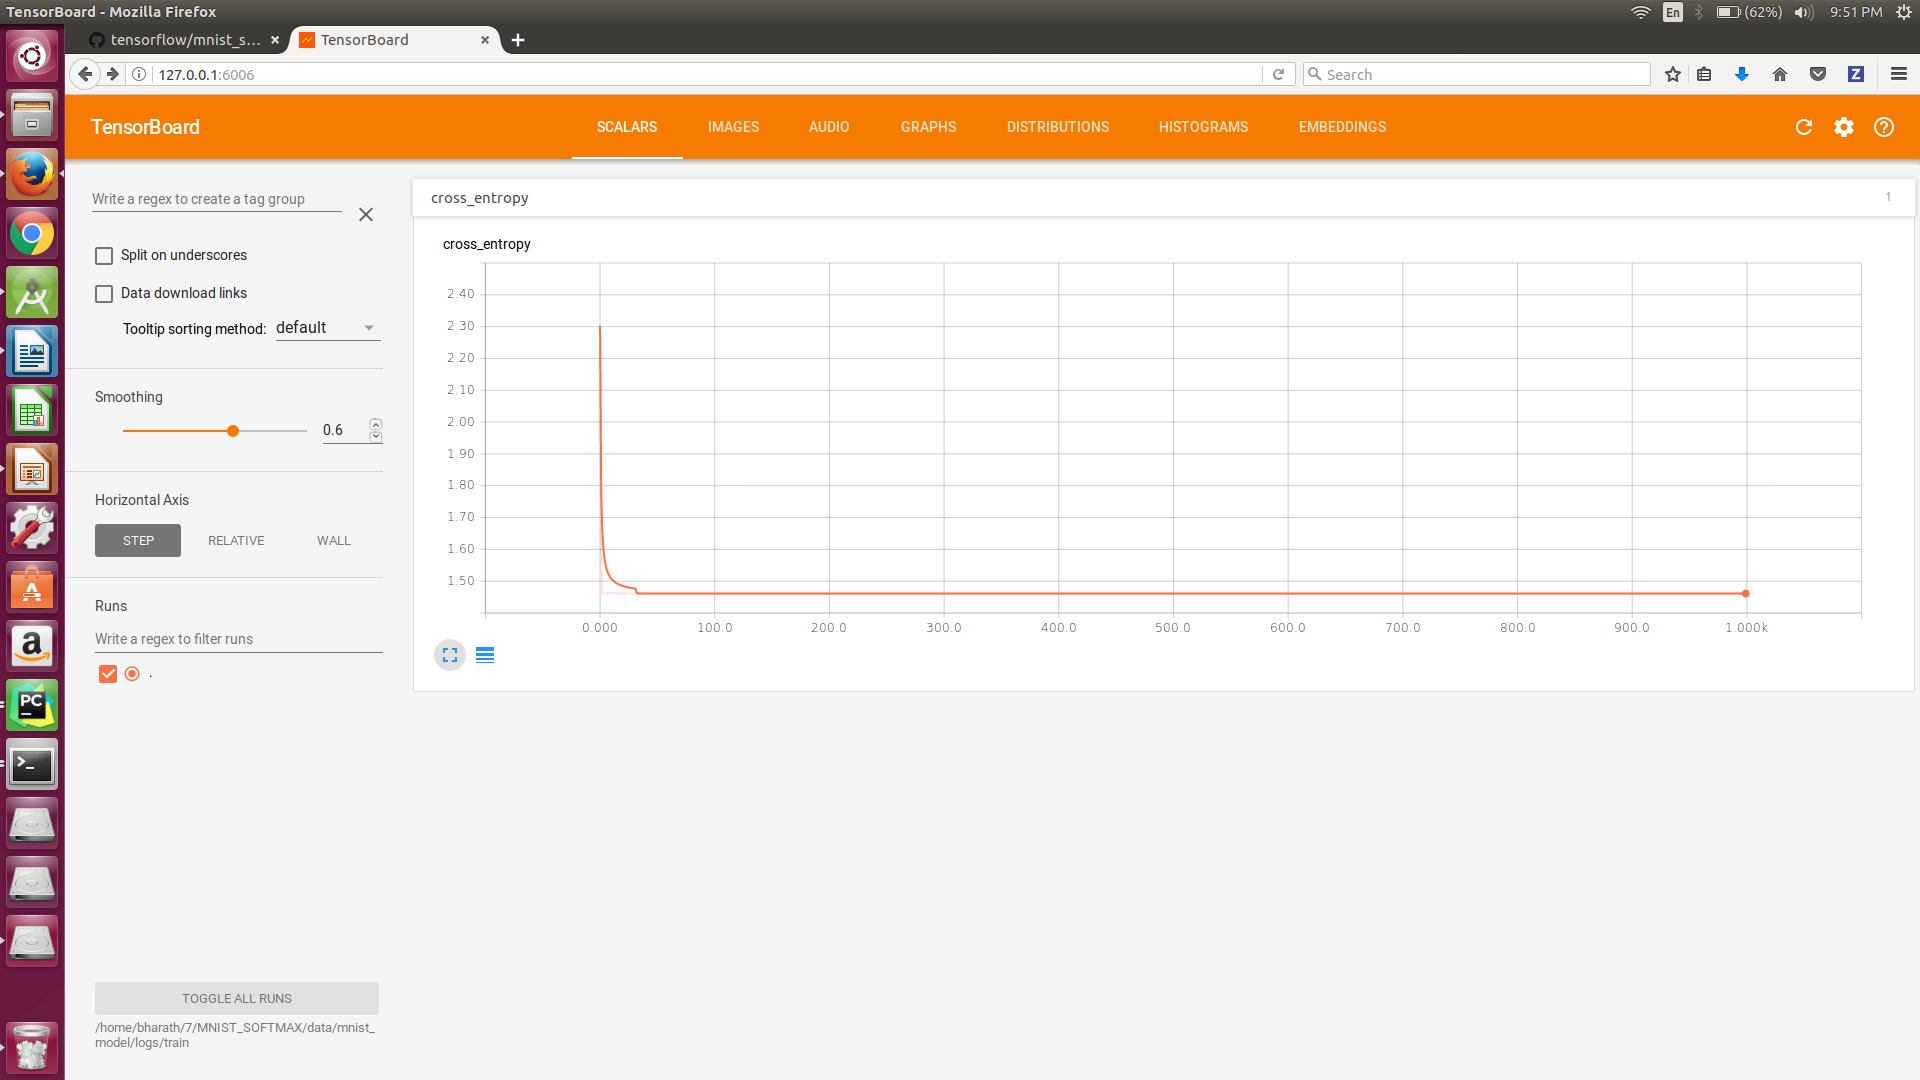 TensorBoard - Mozilla Firefox
En
(62%)
9:51 PM
tensorflow/mnist_s...
TensorBoard
127.0.0.1:6006
Search
Z
TensorBoard
SCALARS
IMAGES
AUDIO
GRAPHS
DISTRIBUTIONS
HISTOGRAMS
EMBEDDINGS
Write a regex to create a tag group
Split on underscores
Data download links
Tooltip sorting method: default
Smoothing
0.6
Horizontal Axis
STEP
RELATIVE
WALL
Runs
Write a regex to filter runs
.
TOGGLE ALL RUNS
/home/bharath/7/MNIST_SOFTMAX/data/mnist_
model/logs/train
cross_entropy
1
cross_entropy
2.40
2.30
2.20
2.10
2.00
1.90
1.80
1.70
1.60
1.50
0.000
100.0
200.0
300.0
400.0
500.0
600.0
700.0
800.0
900.0
1.000k
A
a
PC
>_